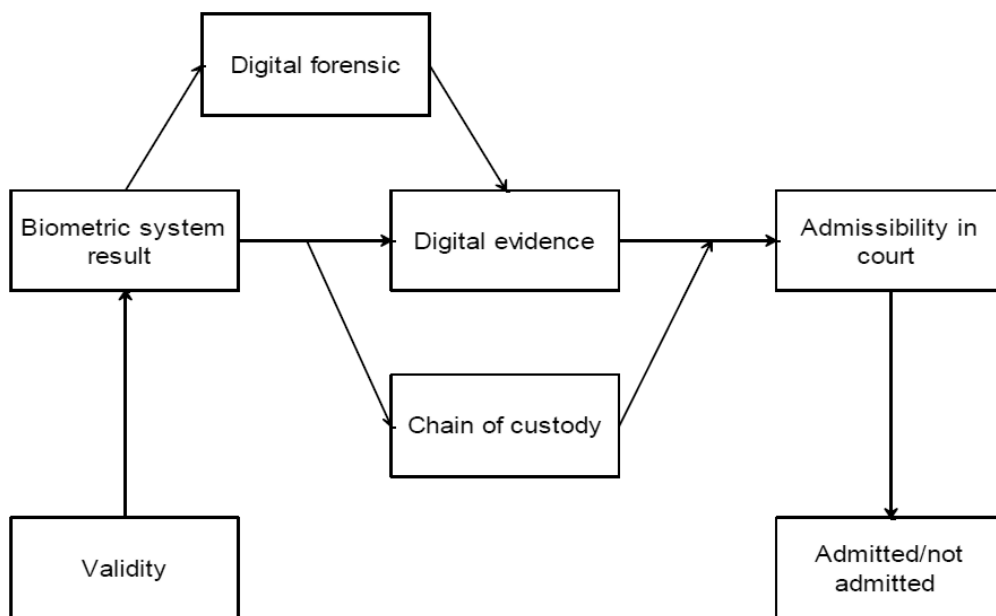 Digital forensic
Biometric system
result
Digital evidence
Admissibility in
court
Chain of custody
Validity
Admitted/not
admitted